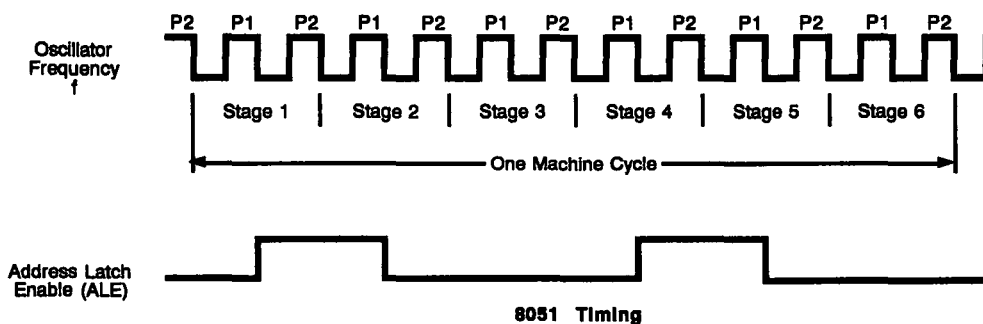 P2 P1 P2 P1 P2 P1 P2 P1 P2 P1 P2 P1 P2
Oscillator
Frequency
f
Stage 1 Stage 2 Stage 3 Stage 4 Stage 5 Stage 6
One Machine Cycle
Address Latch
Enable (ALE)
8051 Timing